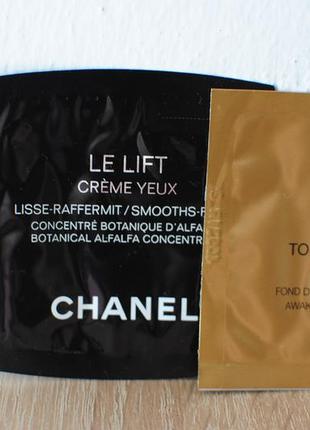 LE LIFT
CRÈME YEUX
LISSE-RAFFERMIT/SMOOTHS-F
CONCENTRÉ BOTANIQUE D'ALFA
BOTANICAL ALFALFA CONCENTR
CHANEL
TO
FOND D
AWAK